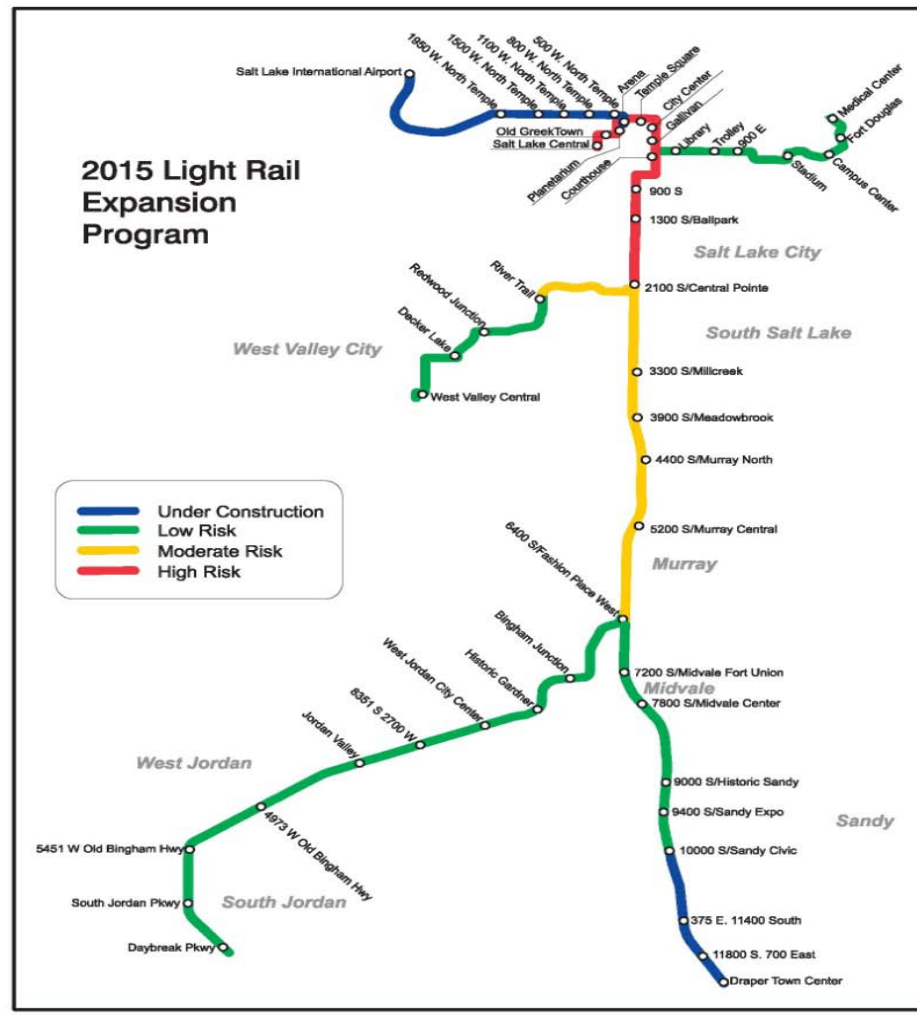 2015 Light Rail
Expansion
Program
Salt Lake International Airport
1950 W. North Temple
1500 W. North Temple
1100 W. North Temple
800 W. North Temple
500 W. North Temple
Arena
Temple Square
City Center
Gallivan
Old GreekTown
Salt Lake Central
Planetarium
Courthouse
Library
Trolley
900 E
Stadium
Medical Center
Fort Douglas
Campus Center
900 S
1300 S/Ballpark
Salt Lake City
2100 S/Central Pointe
River Trail
Redwood Junction
Decker Lake
West Valley City
West Valley Central
South Salt Lake
3300 S/Millcreek
3900 S/Meadowbrook
4400 S/Murray North
5200 S/Murray Central
Murray
Under Construction
Low Risk
Moderate Risk
High Risk
6400 S/Fashion Place West
Bingham Junction
Historic Gardner
West Jordan City Center
8351 S 2700 W
Jordan Valley
West Jordan
4973 W Old Bingham Hwy
5451 W Old Bingham Hwy
South Jordan Pkwy
South Jordan
Daybreak Pkwy
7200 S/Midvale Fort Union
Midvale
7800 S/Midvale Center
9000 S/Historic Sandy
9400 S/Sandy Expo
Sandy
10000 S/Sandy Civic
375 E. 11400 South
11800 S. 700 East
Draper Town Center